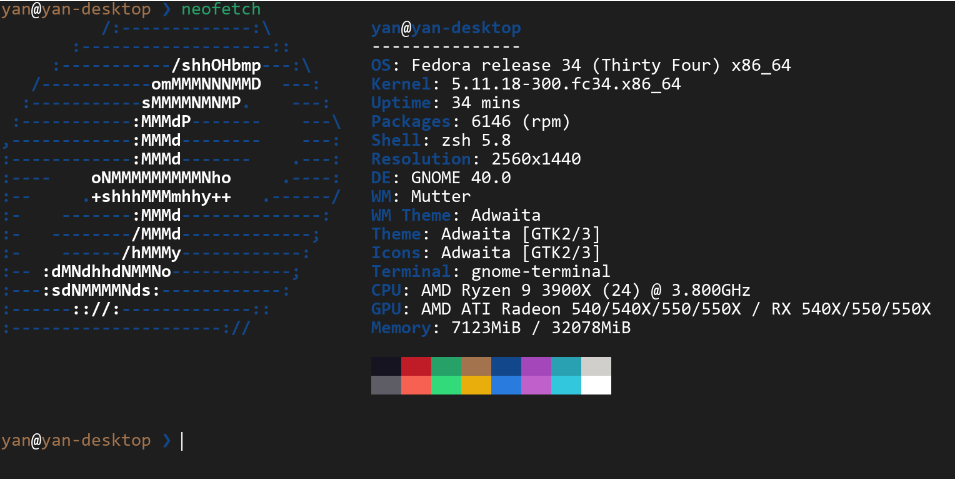 yan@yan-desktop ❯ neofetch
/:-------------:\ yan@yan-desktop
:-------------------:: ---------------
:-----------/shhOHbmp---:\ OS: Fedora release 34 (Thirty Four) x86_64
/-----------omMMMNNNMMD ---: Kernel: 5.11.18-300.fc34.x86_64
:-----------sMMMMNMNMP. ---: Uptime: 34 mins
:-----------:MMMdP------- ---\ Packages: 6146 (rpm)
,------------:MMMd-------- ---: Shell: zsh 5.8
:------------:MMMd------- .---: Resolution: 2560x1440
:---- oNMMMMMMMMMNho .----: DE: GNOME 40.0
:-- .+shhhMMMmhhy++ .------/ WM: Mutter
:- -------:MMMd--------------: WM Theme: Adwaita
:- --------/MMMd-------------; Theme: Adwaita [GTK2/3]
:- ------/hMMMy------------: Icons: Adwaita [GTK2/3]
:-- :dMNdhhdNMMNo------------; Terminal: gnome-terminal
:---:sdNMMMMNds:------------: CPU: AMD Ryzen 9 3900X (24) @ 3.800GHz
:------:://:-------------:: GPU: AMD ATI Radeon 540/540X/550/550X / RX 540X/550/550X
:---------------------:// Memory: 7123MiB / 32078MiB
yan@yan-desktop ❯